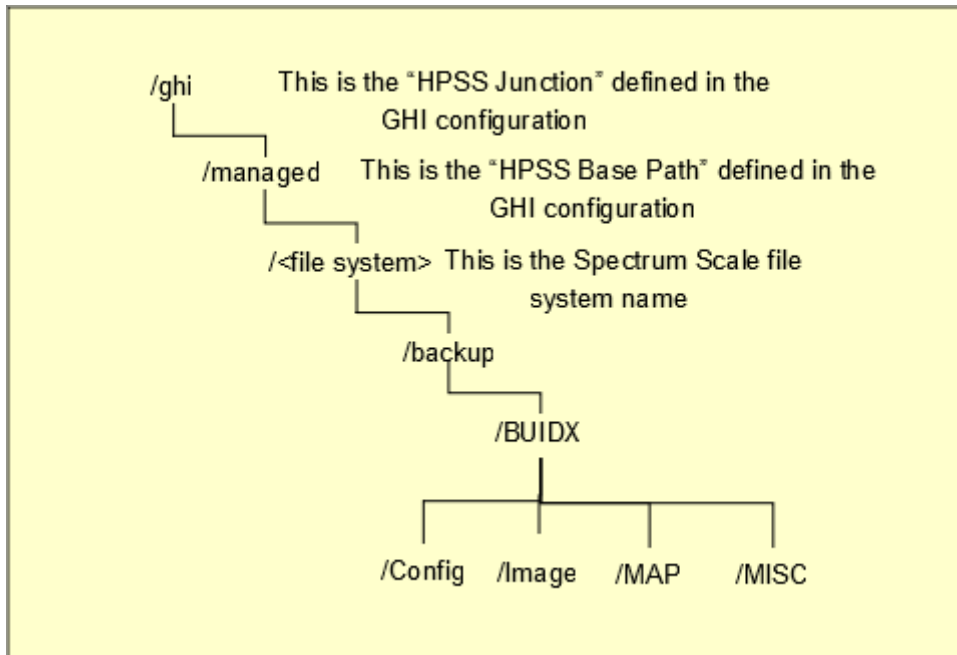 /ghi This is the “HPSS Junction” defined in the
GHI configuration
/managed This is the “HPSS Base Path” defined in the
GHI configuration
/<file system> This is the Spectrum Scale file
system name
/backup
/BUIDX
/Config /Image /MAP /MISC